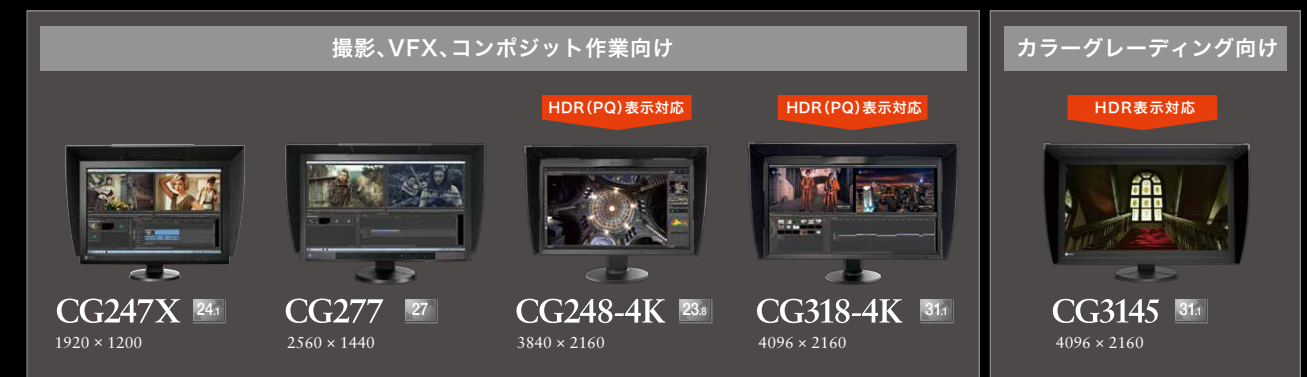 撮影、VFX、コンポジット作業向け
カラーグレーディング向け
HDR(PQ)表示対応
HDR(PQ)表示対応
HDR表示対応
CG247X 24.1
1920 × 1200
CG277 27
2560 × 1440
CG248-4K 23.8
3840 × 2160
CG318-4K 31.1
4096 × 2160
CG3145 31.1
4096 × 2160